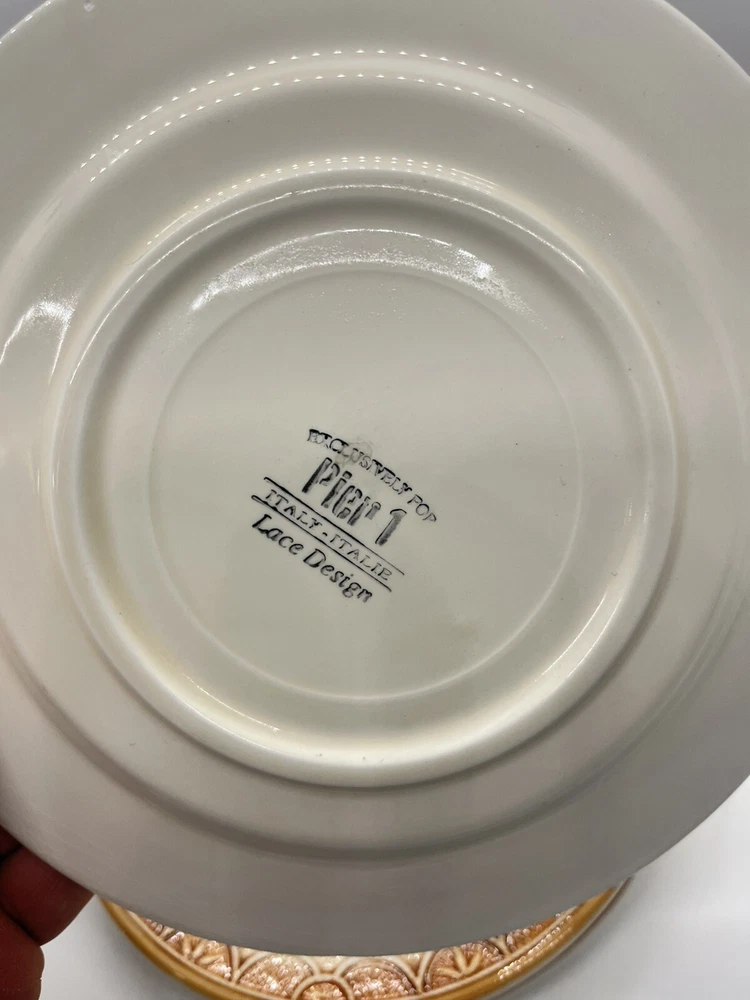 EXCLUSIVELY FOR
Pier 1
ITALY - ITALIE
Lace Design